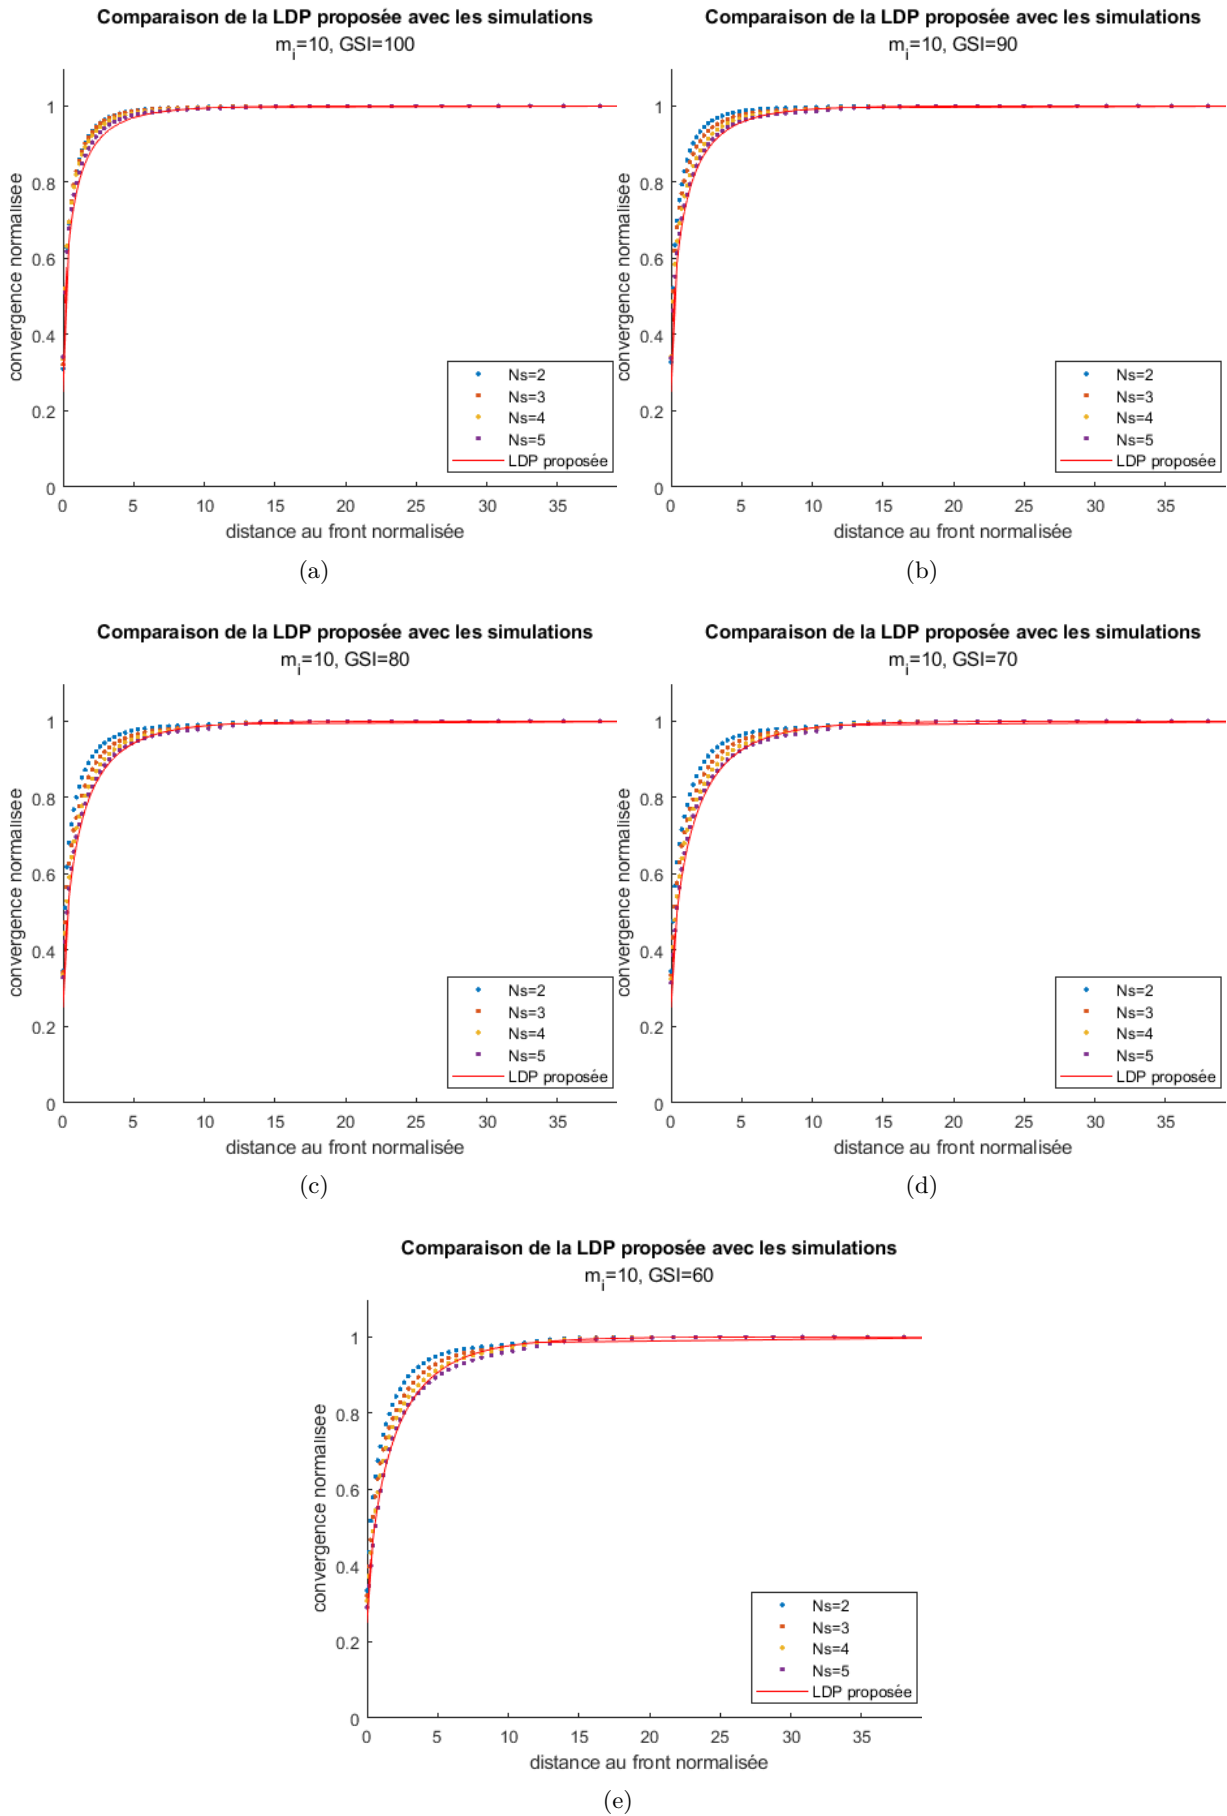 Comparaison de la LDP proposée avec les simulations
m_i=10, GSI=100
convergence normalisée
1
0.8
0.6
0.4
0.2
0
0 5 10 15 20 25 30 35
distance au front normalisée
Ns=2
Ns=3
Ns=4
Ns=5
LDP proposée
(a)
Comparaison de la LDP proposée avec les simulations
m_i=10, GSI=90
convergence normalisée
1
0.8
0.6
0.4
0.2
0
0 5 10 15 20 25 30 35
distance au front normalisée
Ns=2
Ns=3
Ns=4
Ns=5
LDP proposée
(b)
Comparaison de la LDP proposée avec les simulations
m_i=10, GSI=80
convergence normalisée
1
0.8
0.6
0.4
0.2
0
0 5 10 15 20 25 30 35
distance au front normalisée
Ns=2
Ns=3
Ns=4
Ns=5
LDP proposée
(c)
Comparaison de la LDP proposée avec les simulations
m_i=10, GSI=70
convergence normalisée
1
0.8
0.6
0.4
0.2
0
0 5 10 15 20 25 30 35
distance au front normalisée
Ns=2
Ns=3
Ns=4
Ns=5
LDP proposée
(d)
Comparaison de la LDP proposée avec les simulations
m_i=10, GSI=60
convergence normalisée
1
0.8
0.6
0.4
0.2
0
0 5 10 15 20 25 30 35
distance au front normalisée
Ns=2
Ns=3
Ns=4
Ns=5
LDP proposée
(e)